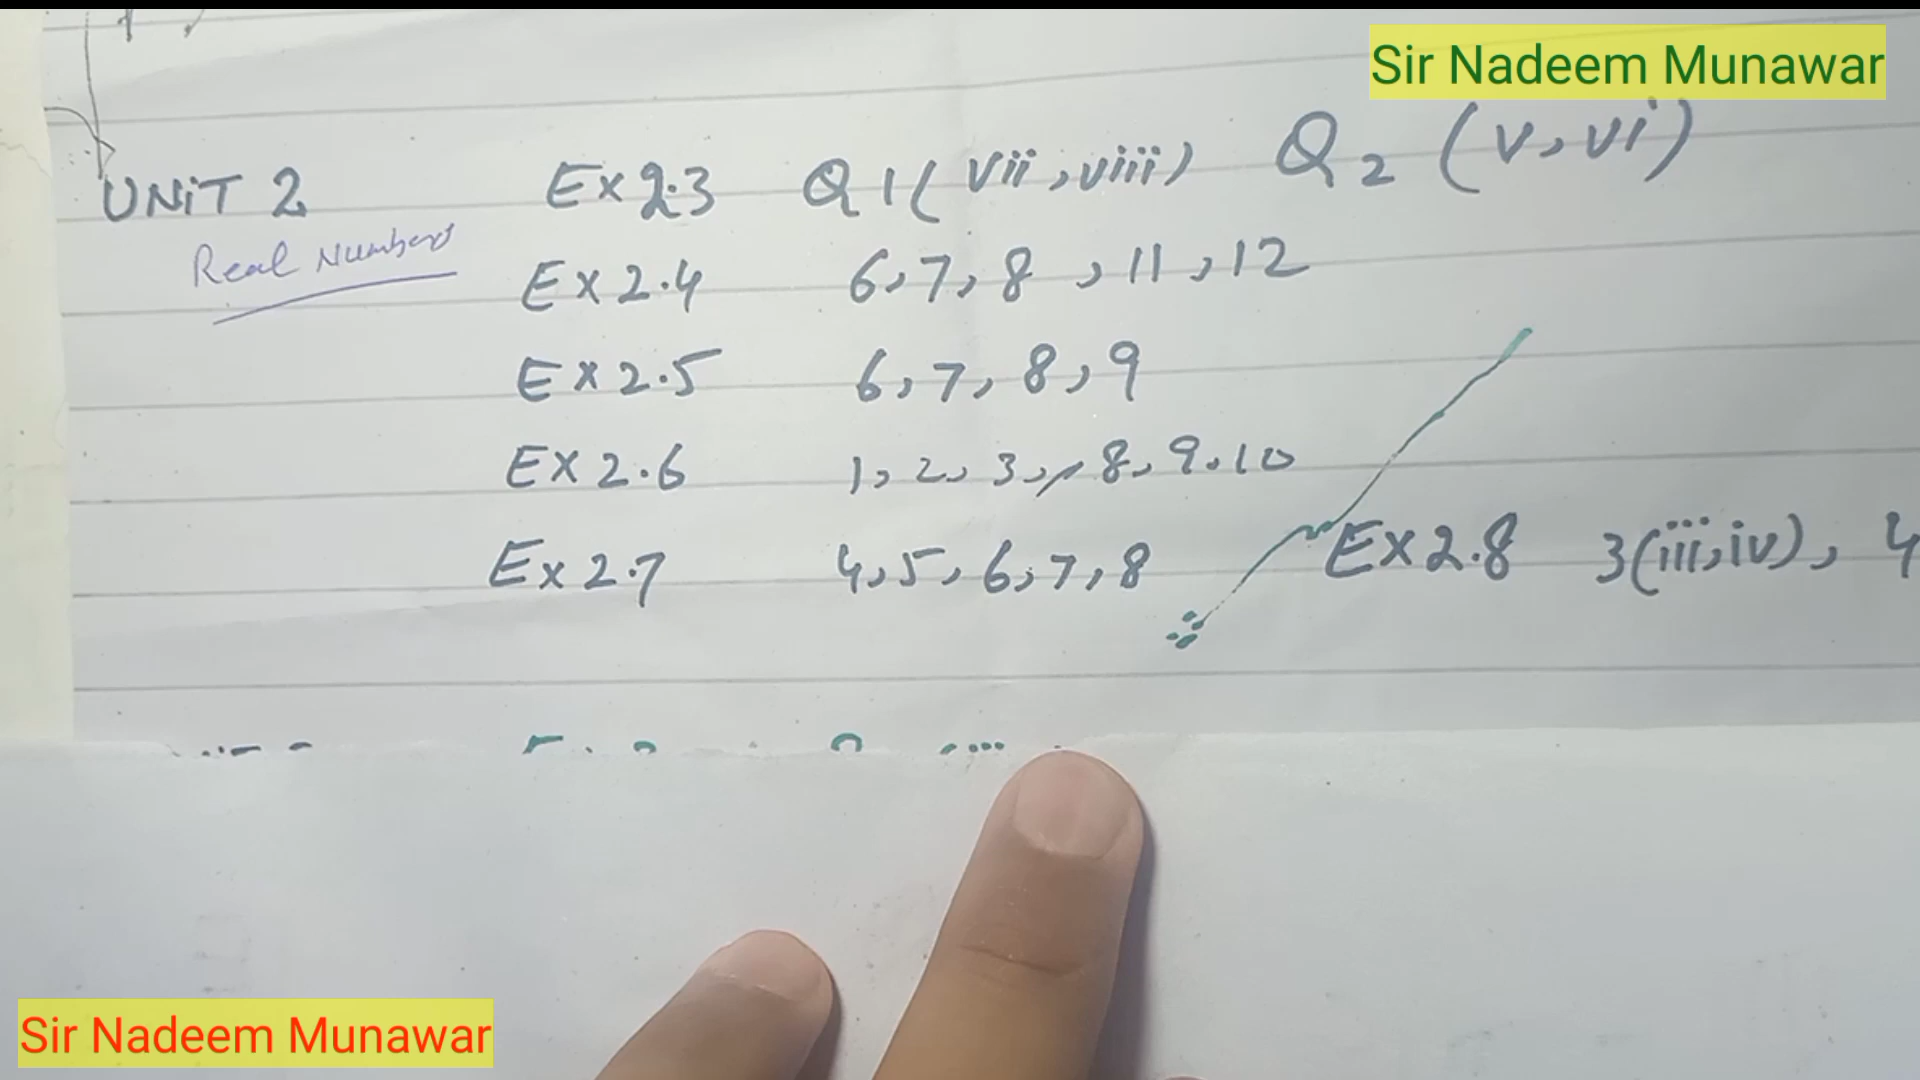 Sir Nadeem Munawar
UNiT 2 Ex 2.3 Q1( vii, viii) Q2 (v, vi)
Real Numbers
Ex 2.4 6, 7, 8, 11, 12
Ex 2.5 6, 7, 8, 9
Ex 2.6 1, 2, 3, 8, 9, 10
Ex 2.7 4, 5, 6, 7, 8 Ex 2.8 3(iii, iv), 4
Sir Nadeem Munawar